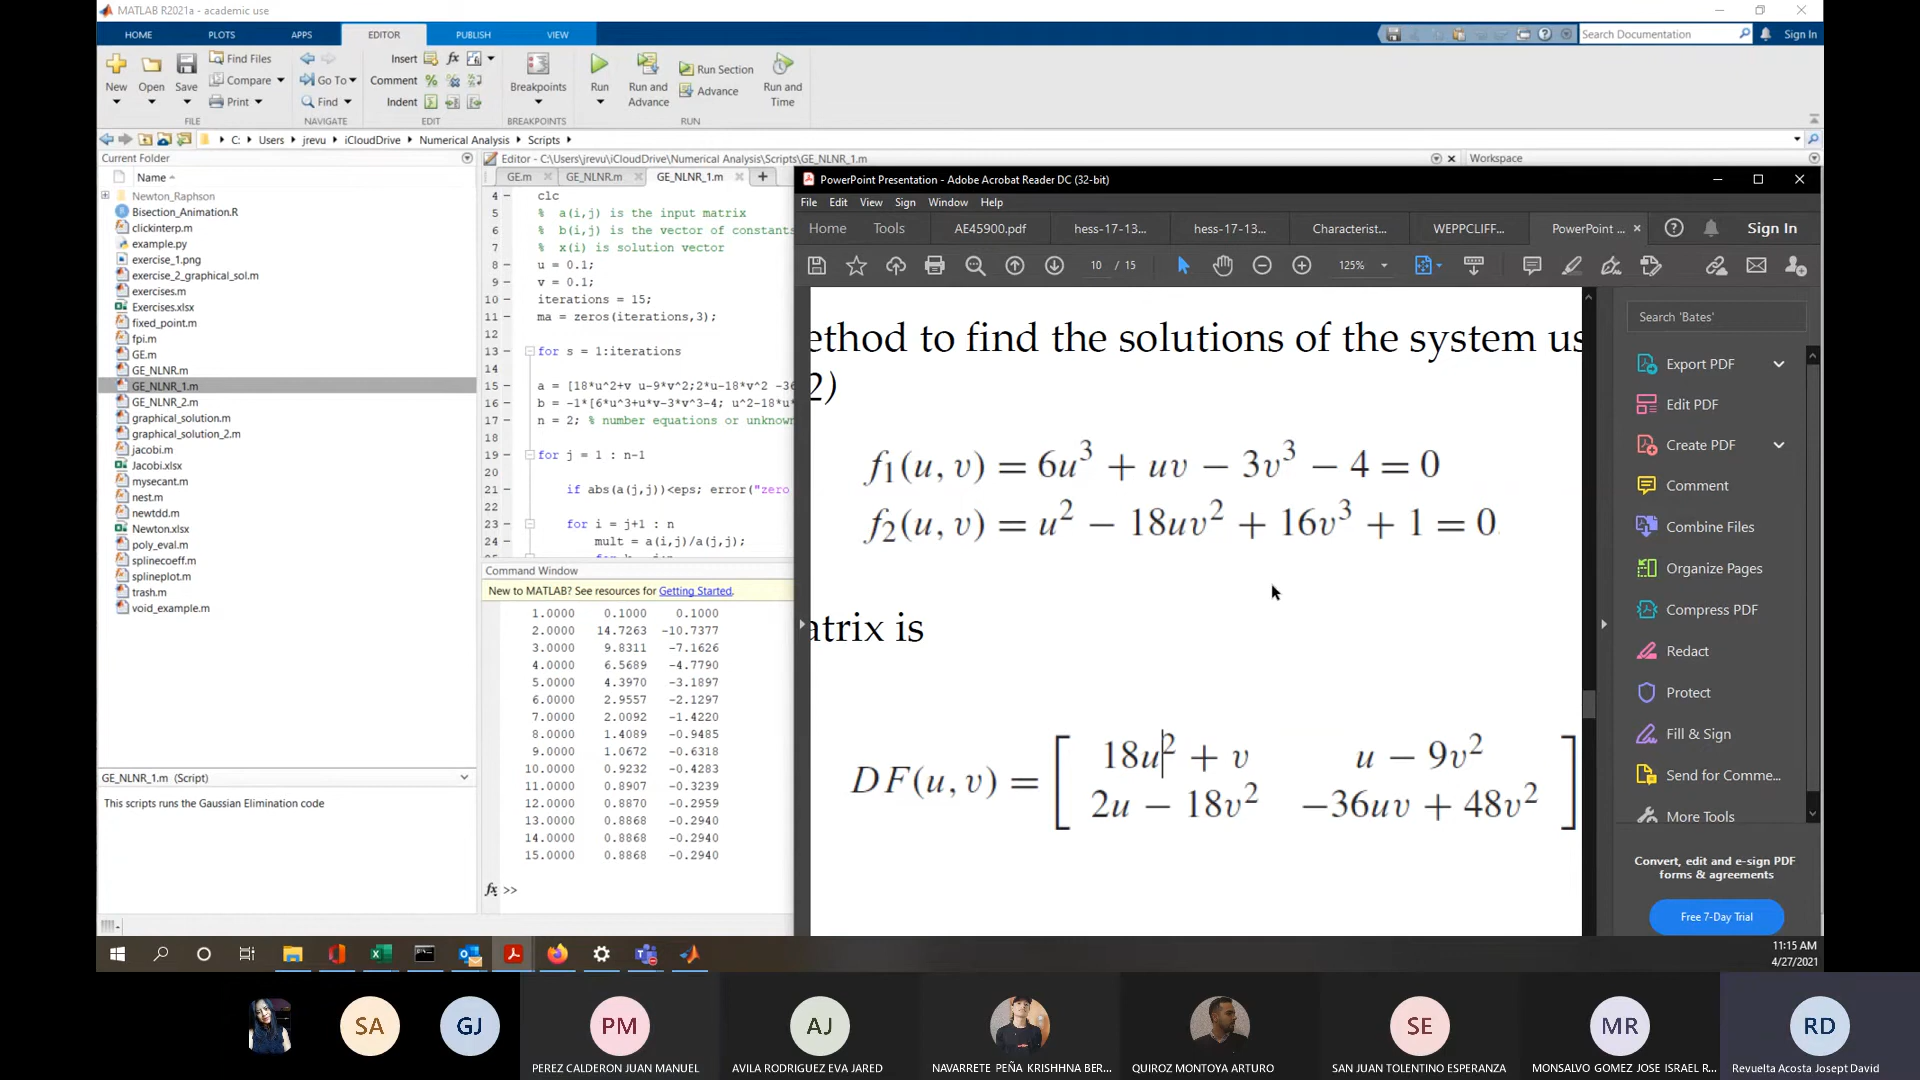 MATLAB R2021a - academic use
HOME PLOTS APPS EDITOR PUBLISH VIEW
Search Documentation
Sign In
New Open Save
Find Files
Compare
Print
FILE
Go To
Find
NAVIGATE
Insert fx
Comment %
Indent
EDIT
Breakpoints
BREAKPOINTS
Run
Run and Advance
Run Section
Advance
Run and Time
RUN
C: Users jrevu iCloudDrive Numerical Analysis Scripts
Current Folder
Name
Newton_Raphson
Bisection_Animation.R
clickinterp.m
example.py
exercise_1.png
exercise_2_graphical_sol.m
exercises.m
Exercises.xlsx
fixed_point.m
fpi.m
GE.m
GE_NLNR.m
GE_NLNR_1.m
GE_NLNR_2.m
graphical_solution.m
graphical_solution_2.m
jacobi.m
Jacobi.xlsx
mysecant.m
nest.m
newtdd.m
Newton.xlsx
poly_eval.m
splinecoeff.m
splineplot.m
trash.m
void_example.m
GE_NLNR_1.m (Script)
This scripts runs the Gaussian Elimination code
Editor - C:\Users\jrevu\iCloudDrive\Numerical Analysis\Scripts\GE_NLNR_1.m
Workspace
GE.m GE_NLNR.m GE_NLNR_1.m
4 – clc
5 – % a(i,j) is the input matrix
6 – % b(i,j) is the vector of constants
7 – % x(i) is solution vector
8 – u = 0.1;
9 – v = 0.1;
10 – iterations = 15;
11 – ma = zeros(iterations,3);
12
13 – for s = 1:iterations
14
15 – a = [18*u^2+v u-9*v^2;2*u-18*v^2 -36
16 – b = -1*[6*u^3+u*v-3*v^3-4; u^2-18*u*
17 – n = 2; % number equations or unknown
18
19 – for j = 1 : n-1
20
21 – if abs(a(j,j))<eps; error("zero
22
23 – for i = j+1 : n
24 – mult = a(i,j)/a(j,j);
Command Window
New to MATLAB? See resources for Getting Started.
1.0000 0.1000 0.1000
2.0000 14.7263 -10.7377
3.0000 9.8311 -7.1626
4.0000 6.5689 -4.7790
5.0000 4.3970 -3.1897
6.0000 2.9557 -2.1297
7.0000 2.0092 -1.4220
8.0000 1.4089 -0.9485
9.0000 1.0672 -0.6318
10.0000 0.9232 -0.4283
11.0000 0.8907 -0.3239
12.0000 0.8870 -0.2959
13.0000 0.8868 -0.2940
14.0000 0.8868 -0.2940
15.0000 0.8868 -0.2940
fx >>
PowerPoint Presentation - Adobe Acrobat Reader DC (32-bit)
File Edit View Sign Window Help
Home Tools AE45900.pdf hess-17-13... hess-17-13... Characterist... WEPPCLIFF... PowerPoint ... Sign In
10 / 15 125%
ethod to find the solutions of the system us
2)
f₁(u, v) = 6u³ + uv − 3v³ − 4 = 0
f₂(u, v) = u² − 18uv² + 16v³ + 1 = 0
atrix is
DF(u, v) = [ 18u² + v u − 9v²
2u − 18v² −36uv + 48v² ]
Search 'Bates'
Export PDF
Edit PDF
Create PDF
Comment
Combine Files
Organize Pages
Compress PDF
Redact
Protect
Fill & Sign
Send for Comme...
More Tools
Convert, edit and e-sign PDF
forms & agreements
Free 7-Day Trial
11:15 AM
4/27/2021
SA GJ PM AJ SE MR RD
PEREZ CALDERON JUAN MANUEL
AVILA RODRIGUEZ EVA JARED
NAVARRETE PEÑA KRISHHNA BER...
QUIROZ MONTOYA ARTURO
SAN JUAN TOLENTINO ESPERANZA
MONSALVO GOMEZ JOSE ISRAEL R...
Revuelta Acosta Josept David